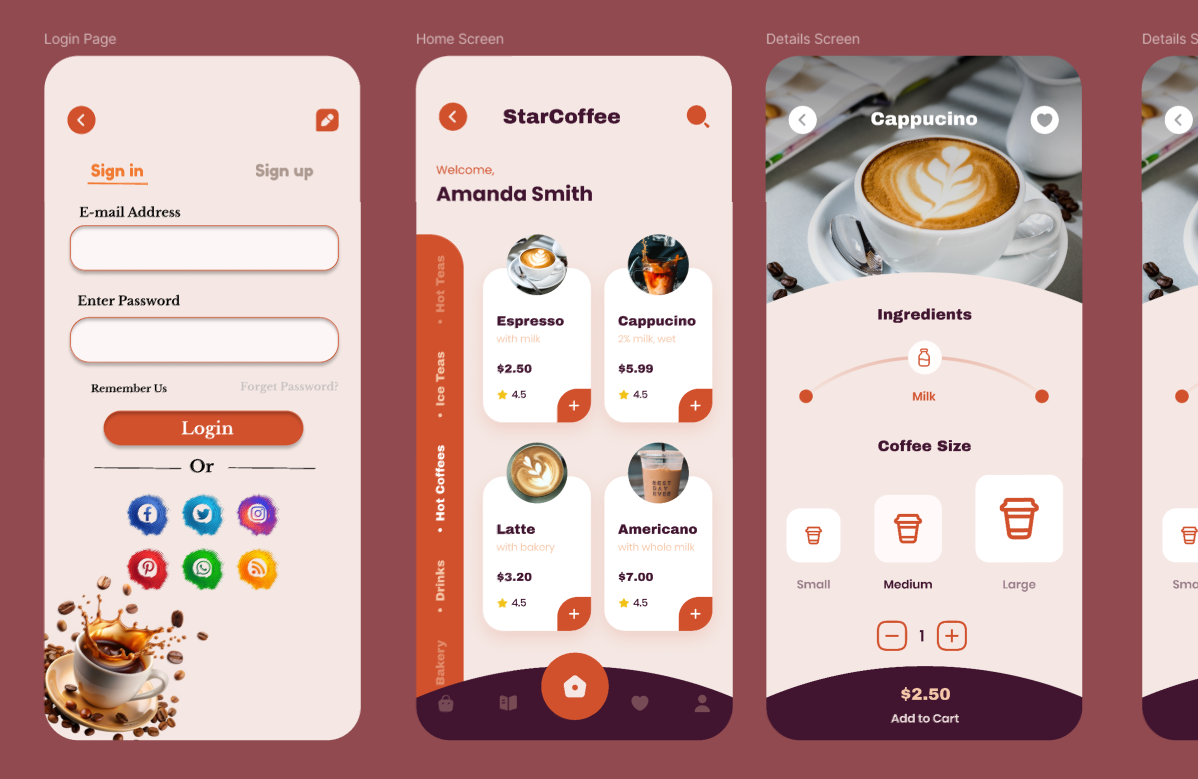 Login Page
Sign in
Sign up
E-mail Address
Enter Password
Remember Us
Forget Password?
Login
Or
Home Screen
StarCoffee
Welcome,
Amanda Smith
Hot Teas
• Ice Teas
• Hot Coffees
• Drinks
• Bakery
Espresso
with milk
$2.50
4.5
+
Cappucino
2% milk, wet
$5.99
4.5
+
Latte
with bakery
$3.20
4.5
+
BEST
DAY
EVER
Americano
with whole milk
$7.00
4.5
+
Details Screen
Cappucino
Ingredients
Milk
Coffee Size
Small
Medium
Large
− 1 +
$2.50
Add to Cart
Details S
Sma